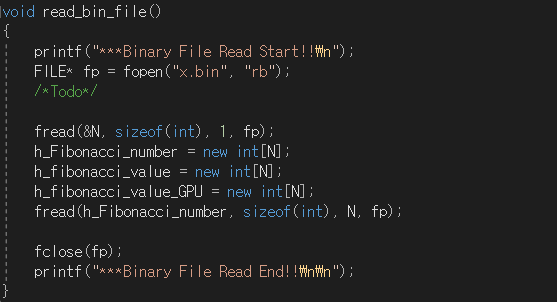 void read_bin_file()
{
printf("***Binary File Read Start!!₩n");
FILE* fp = fopen("x.bin", "rb");
/*Todo*/
fread(&N, sizeof(int), 1, fp);
h_Fibonacci_number = new int[N];
h_fibonacci_value = new int[N];
h_fibonacci_value_GPU = new int[N];
fread(h_Fibonacci_number, sizeof(int), N, fp);
fclose(fp);
printf("***Binary File Read End!!₩n₩n");
}